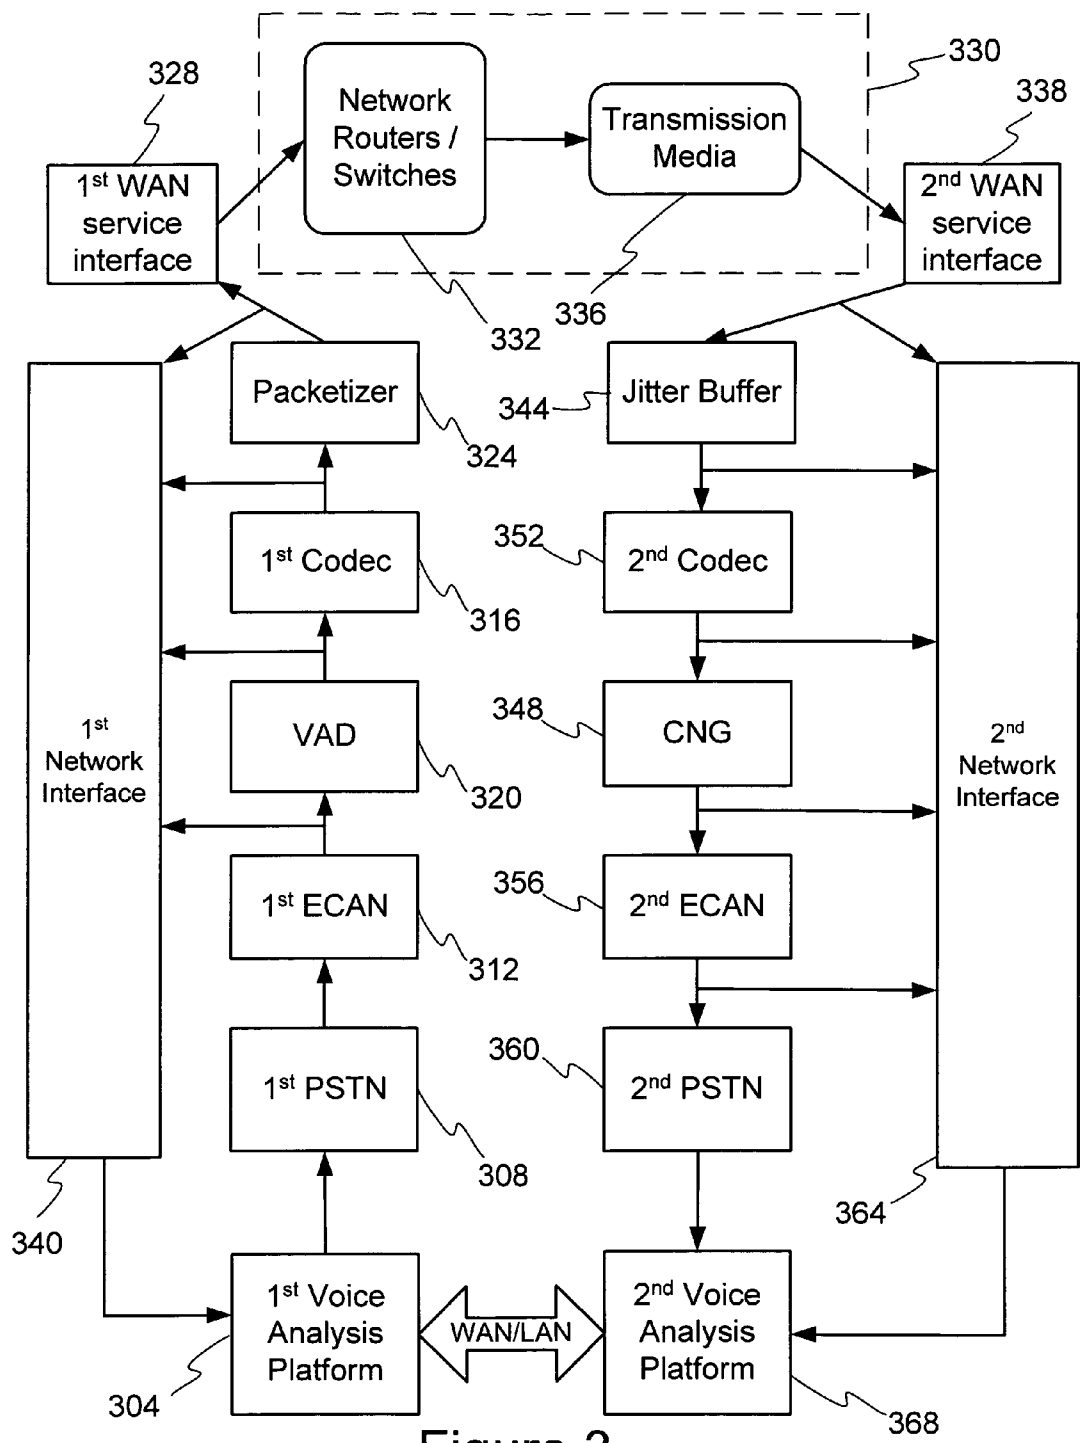 330
328
338
Network
Routers /
Switches
Transmission
Media
1st WAN
service
interface
2nd WAN
service
interface
332
336
Packetizer
344
Jitter Buffer
324
352
1st Codec
2nd Codec
316
348
1st
Network
Interface
VAD
CNG
2nd
Network
Interface
320
356
1st ECAN
2nd ECAN
312
360
1st PSTN
2nd PSTN
308
364
340
1st Voice
Analysis
Platform
WAN/LAN
2nd Voice
Analysis
Platform
304
368